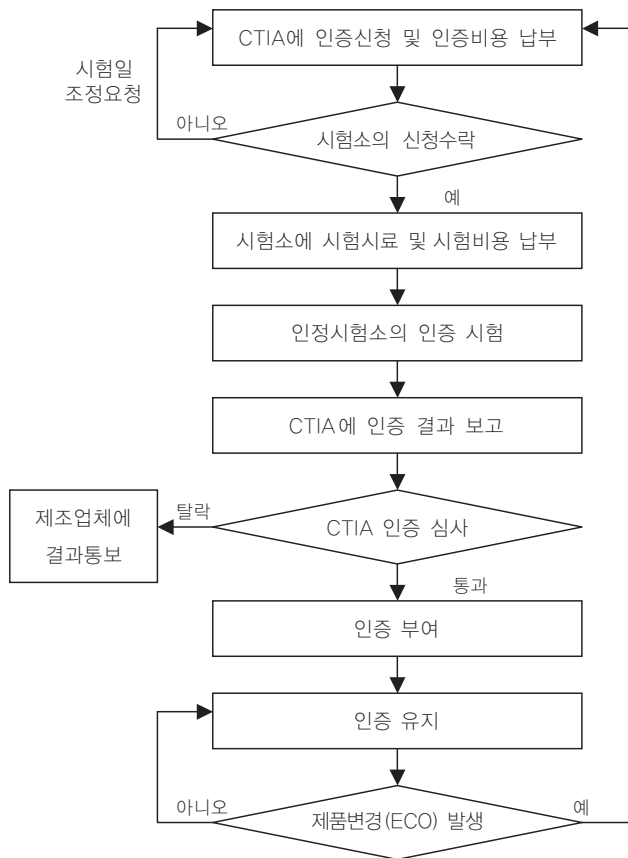 CTIA에 인증신청 및 인증비용 납부
시험일
조정요청
아니오
시험소의 신청수락
예
시험소에 시험시료 및 시험비용 납부
인정시험소의 인증 시험
CTIA에 인증 결과 보고
제조업체에
결과통보
탈락
CTIA 인증 심사
통과
인증 부여
인증 유지
아니오
제품변경(ECO) 발생
예